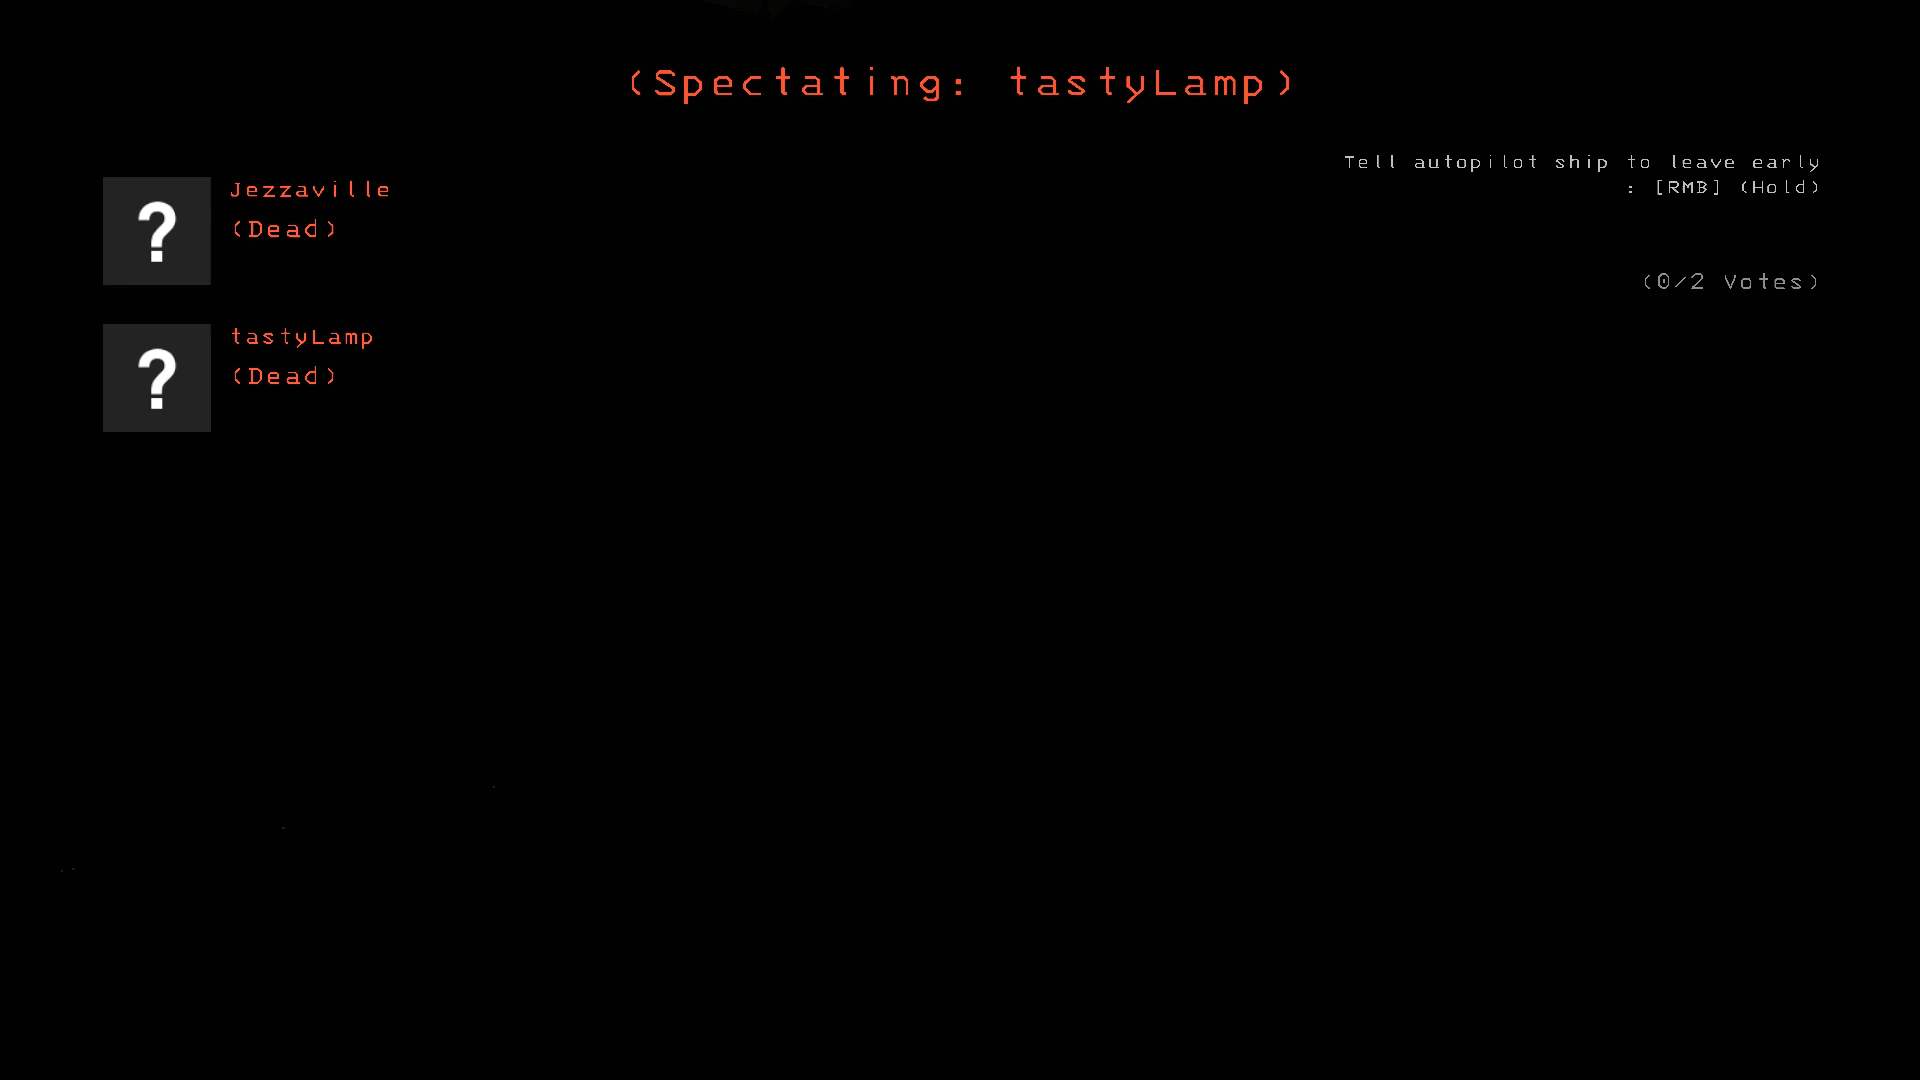 (Spectating: tastyLamp)
Tell autopilot ship to leave early
: [RMB] (Hold)
(0/2 Votes)
?
Jezzaville
(Dead)
?
tastyLamp
(Dead)